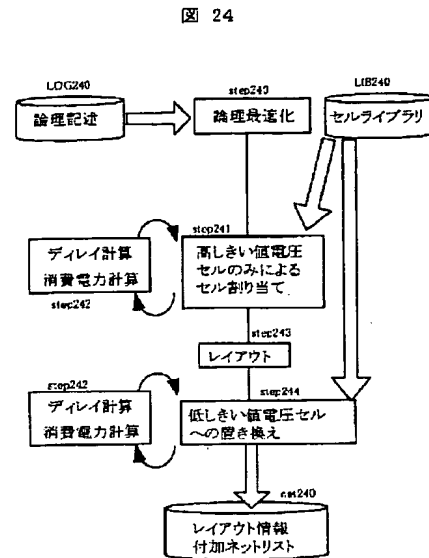 図 24
LOG240
論理記述
step240
論理最適化
LIB240
セルライブラリ
step241
高しきい値電圧
セルのみによる
セル割り当て
ディレイ計算
消費電力計算
step242
step243
レイアウト
step242
ディレイ計算
消費電力計算
step244
低しきい値電圧セル
への置き換え
net240
レイアウト情報
付加ネットリスト